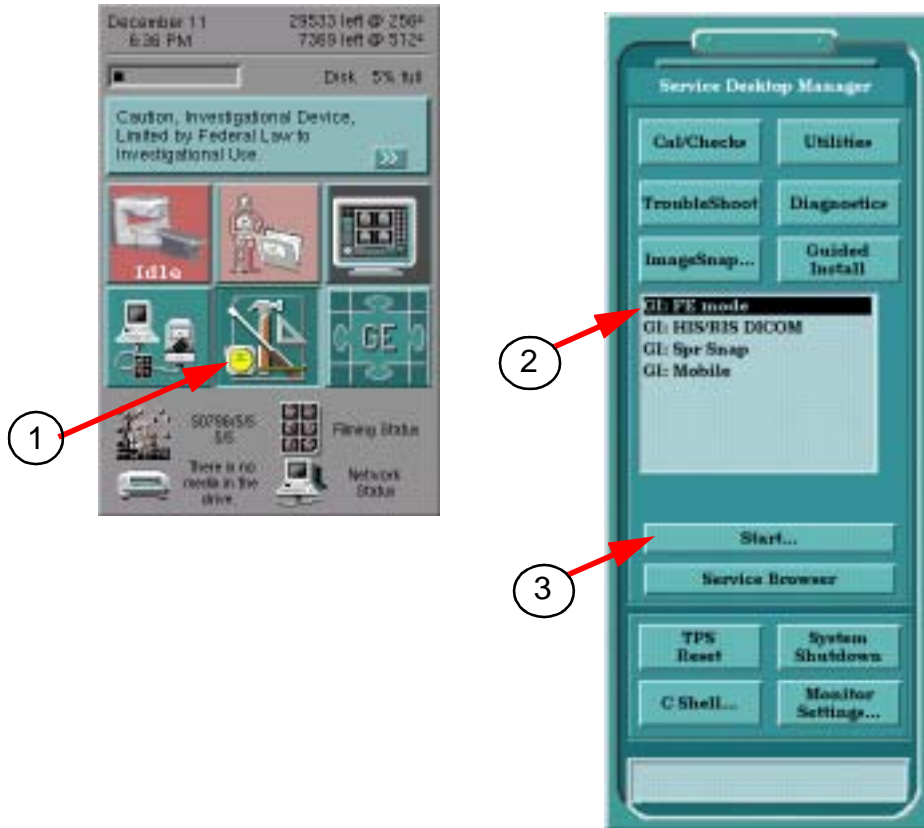 December 11
6:36 PM
29533 left @ 256²
7369 left @ 512²
Disk 5% full
Caution, Investigational Device,
Limited by Federal Law to
Investigational Use.
>>
Idle
GE
1
S0796/S/S
S/S
Filming Status
There is no
media in the
drive.
Network
Status
Service Desktop Manager
Cal/Checks
Utilities
TroubleShoot
Diagnostics
ImageSnap...
Guided
Install
GI: FE mode
GI: HIS/RIS DICOM
GI: Spr Snap
GI: Mobile
2
Start...
3
Service Browser
TPS
Reset
System
Shutdown
C Shell...
Monitor
Settings...